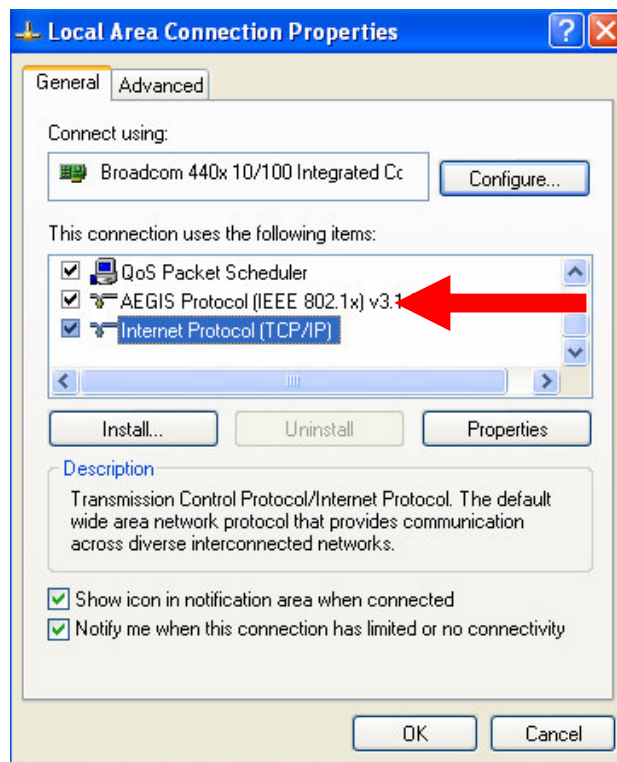 Local Area Connection Properties
General
Advanced
Connect using:
Broadcom 440x 10/100 Integrated Cc
Configure...
This connection uses the following items:
QoS Packet Scheduler
AEGIS Protocol (IEEE 802.1x) v3.1
Internet Protocol (TCP/IP)
Install...
Uninstall
Properties
Description
Transmission Control Protocol/Internet Protocol. The default
wide area network protocol that provides communication
across diverse interconnected networks.
Show icon in notification area when connected
Notify me when this connection has limited or no connectivity
OK
Cancel